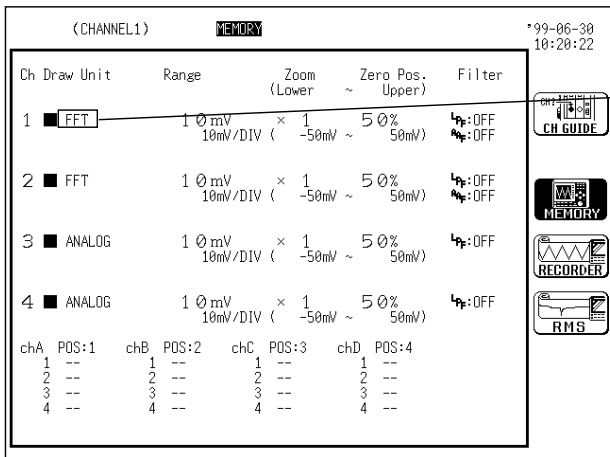 (CHANNEL1) MEMORY '99-06-30
10:20:22
Ch Draw Unit Range Zoom Zero Pos. Filter
(Lower ~ Upper)
1 ■ FFT 10mV × 1 50% LPF:OFF
10mV/DIV ( -50mV ~ 50mV) AAF:OFF
2 ■ FFT 10mV × 1 50% LPF:OFF
10mV/DIV ( -50mV ~ 50mV) AAF:OFF
3 ■ ANALOG 10mV × 1 50% LPF:OFF
10mV/DIV ( -50mV ~ 50mV)
4 ■ ANALOG 10mV × 1 50% LPF:OFF
10mV/DIV ( -50mV ~ 50mV)
chA POS:1 chB POS:2 chC POS:3 chD POS:4
1 -- 1 -- 1 -- 1 --
2 -- 2 -- 2 -- 2 --
3 -- 3 -- 3 -- 3 --
4 -- 4 -- 4 -- 4 --
CH GUIDE
MEMORY
RECORDER
RMS